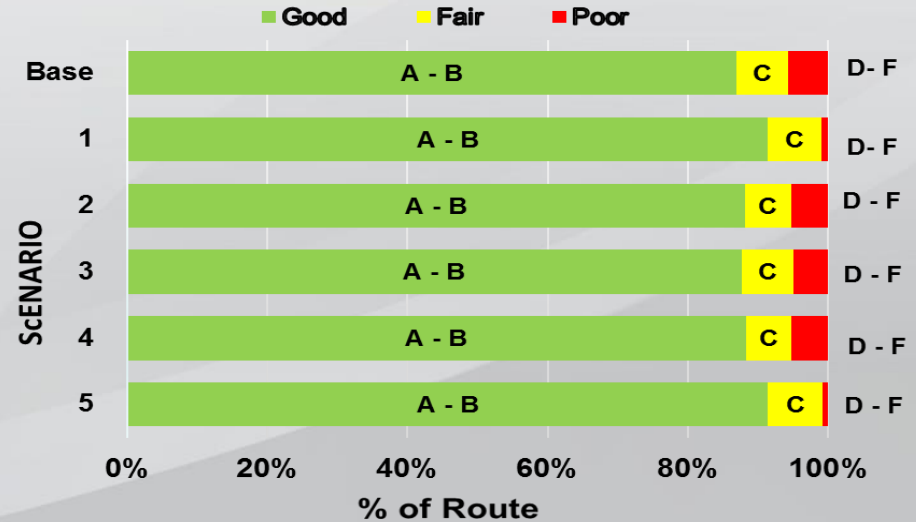 Good Fair Poor
Base A - B C D- F
1 A - B C D- F
2 A - B C D - F
3 A - B C D - F
4 A - B C D - F
5 A - B C D - F
ScENARIO
0% 20% 40% 60% 80% 100%
% of Route